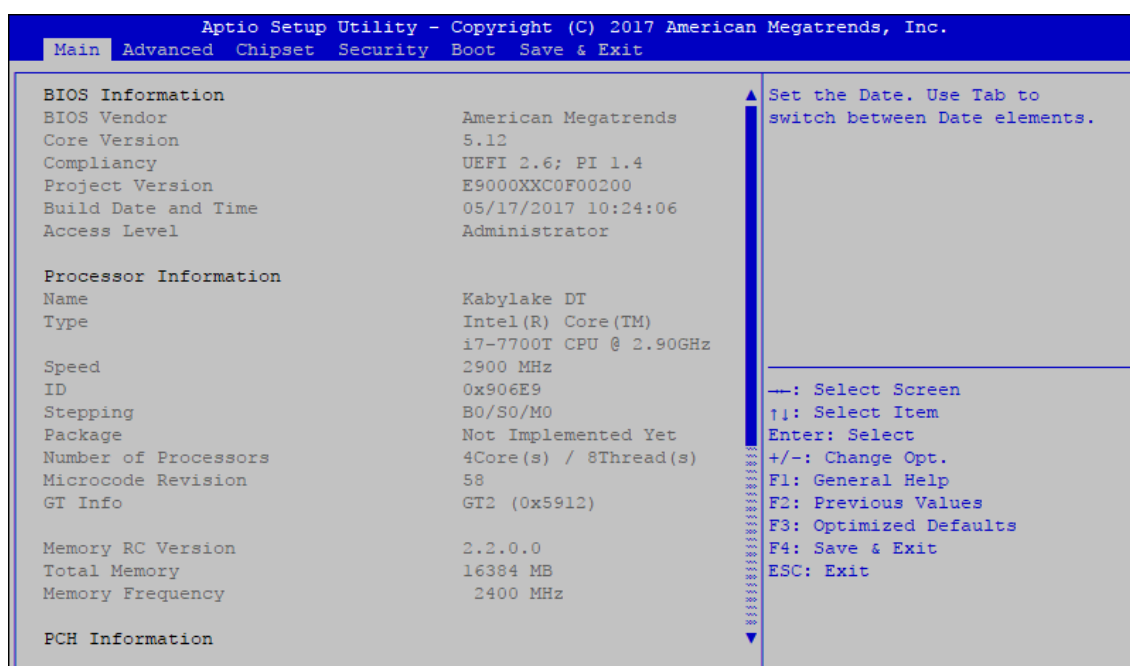 Aptio Setup Utility - Copyright (C) 2017 American Megatrends, Inc.
Main Advanced Chipset Security Boot Save & Exit
BIOS Information
BIOS Vendor American Megatrends
Core Version 5.12
Compliancy UEFI 2.6; PI 1.4
Project Version E9000XXC0F00200
Build Date and Time 05/17/2017 10:24:06
Access Level Administrator
Processor Information
Name Kabylake DT
Type Intel(R) Core(TM)
i7-7700T CPU @ 2.90GHz
Speed 2900 MHz
ID 0x906E9
Stepping B0/S0/M0
Package Not Implemented Yet
Number of Processors 4Core(s) / 8Thread(s)
Microcode Revision 58
GT Info GT2 (0x5912)
Memory RC Version 2.2.0.0
Total Memory 16384 MB
Memory Frequency 2400 MHz
PCH Information
Set the Date. Use Tab to
switch between Date elements.
→←: Select Screen
↑↓: Select Item
Enter: Select
+/-: Change Opt.
F1: General Help
F2: Previous Values
F3: Optimized Defaults
F4: Save & Exit
ESC: Exit